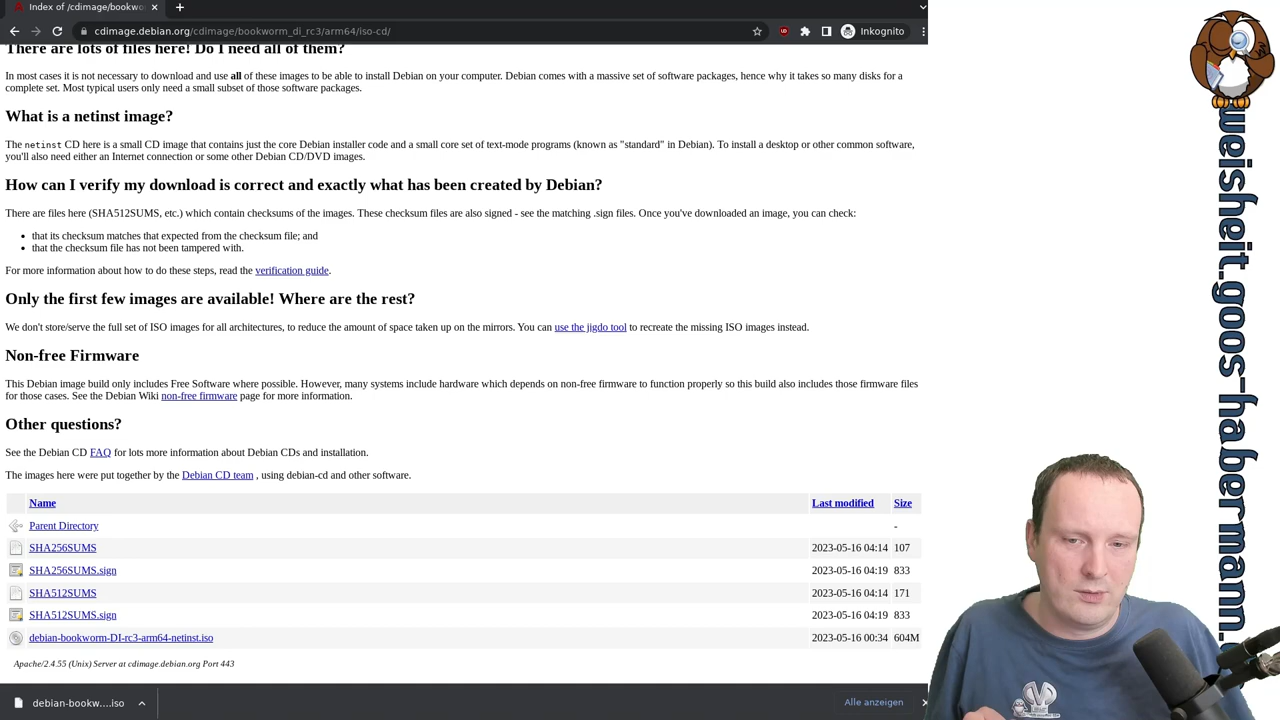 Index of /cdimage/bookwo
cdimage.debian.org/cdimage/bookworm_di_rc3/arm64/iso-cd/
Inkognito
There are lots of files here! Do I need all of them?
In most cases it is not necessary to download and use all of these images to be able to install Debian on your computer. Debian comes with a massive set of software packages, hence why it takes so many disks for a
complete set. Most typical users only need a small subset of those software packages.
What is a netinst image?
The netinst CD here is a small CD image that contains just the core Debian installer code and a small core set of text-mode programs (known as "standard" in Debian). To install a desktop or other common software,
you'll also need either an Internet connection or some other Debian CD/DVD images.
How can I verify my download is correct and exactly what has been created by Debian?
There are files here (SHA512SUMS, etc.) which contain checksums of the images. These checksum files are also signed - see the matching .sign files. Once you've downloaded an image, you can check:
that its checksum matches that expected from the checksum file; and
that the checksum file has not been tampered with.
For more information about how to do these steps, read the verification guide.
Only the first few images are available! Where are the rest?
We don't store/serve the full set of ISO images for all architectures, to reduce the amount of space taken up on the mirrors. You can use the jigdo tool to recreate the missing ISO images instead.
Non-free Firmware
This Debian image build only includes Free Software where possible. However, many systems include hardware which depends on non-free firmware to function properly so this build also includes those firmware files
for those cases. See the Debian Wiki non-free firmware page for more information.
Other questions?
See the Debian CD FAQ for lots more information about Debian CDs and installation.
The images here were put together by the Debian CD team , using debian-cd and other software.
Name Last modified Size
Parent Directory -
SHA256SUMS 2023-05-16 04:14 107
SHA256SUMS.sign 2023-05-16 04:19 833
SHA512SUMS 2023-05-16 04:14 171
SHA512SUMS.sign 2023-05-16 04:19 833
debian-bookworm-DI-rc3-arm64-netinst.iso 2023-05-16 00:34 604M
Apache/2.4.55 (Unix) Server at cdimage.debian.org Port 443
debian-bookw....iso
Alle anzeigen
weisheit.goos-habermann.